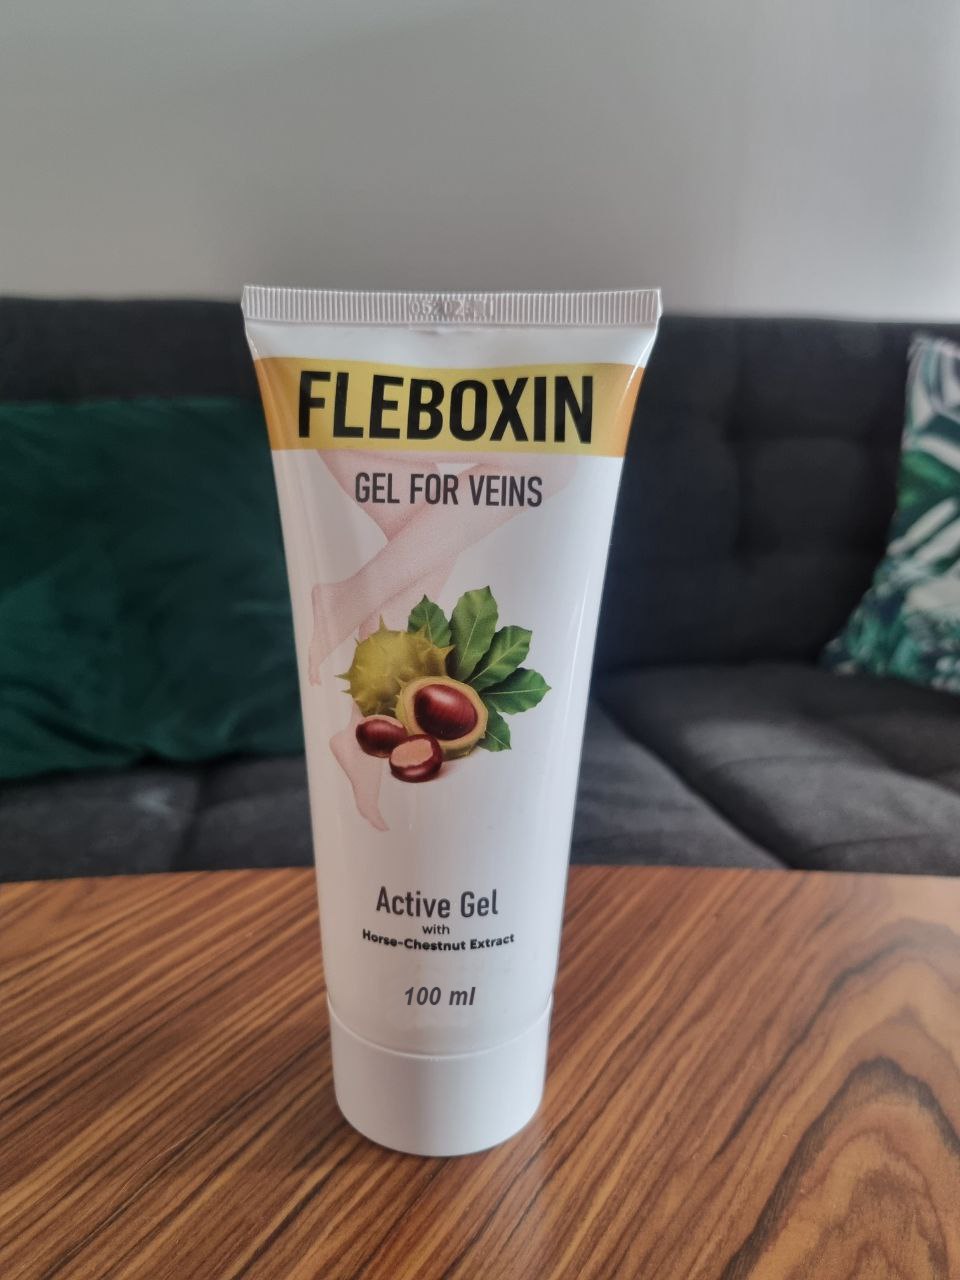 FLEBOXIN
GEL FOR VEINS
Active Gel
with
Horse-Chestnut Extract
100 ml